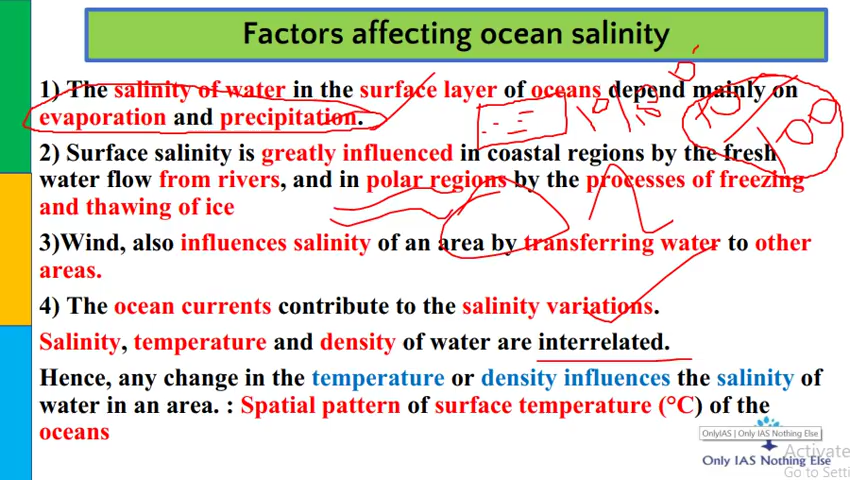 Factors affecting ocean salinity
1) The salinity of water in the surface layer of oceans depend mainly on
evaporation and precipitation.
2) Surface salinity is greatly influenced in coastal regions by the fresh
water flow from rivers, and in polar regions by the processes of freezing
and thawing of ice
3)Wind, also influences salinity of an area by transferring water to other
areas.
4) The ocean currents contribute to the salinity variations.
Salinity, temperature and density of water are interrelated.
Hence, any change in the temperature or density influences the salinity of
water in an area. : Spatial pattern of surface temperature (°C) of the
oceans
OnlyIAS | Only IAS Nothing Else
Only IAS Nothing Else
Activate
Go to Setti